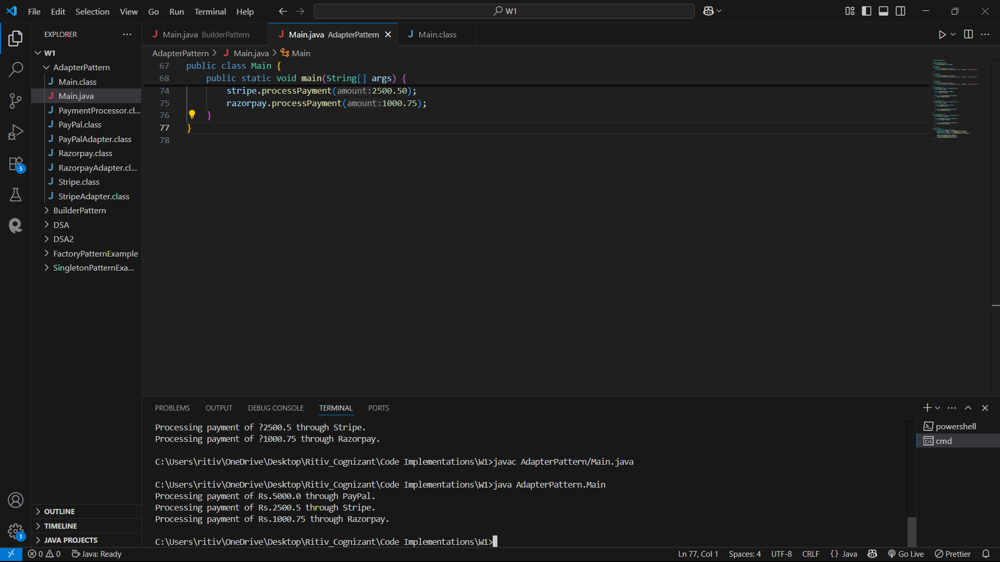 File Edit Selection View Go Run Terminal Help
W1
EXPLORER
W1
AdapterPattern
Main.class
Main.java
PaymentProcessor.cl...
PayPal.class
PayPalAdapter.class
Razorpay.class
RazorpayAdapter.cl...
Stripe.class
StripeAdapter.class
BuilderPattern
DSA
DSA2
FactoryPatternExample
SingletonPatternExa...
OUTLINE
TIMELINE
JAVA PROJECTS
5
1
Main.java BuilderPattern
Main.java AdapterPattern
Main.class
AdapterPattern > Main.java > Main
67 public class Main {
68 public static void main(String[] args) {
74 stripe.processPayment(amount:2500.50);
75 razorpay.processPayment(amount:1000.75);
76 }
77 }
78
PROBLEMS OUTPUT DEBUG CONSOLE TERMINAL PORTS
Processing payment of ?2500.5 through Stripe.
Processing payment of ?1000.75 through Razorpay.
C:\Users\ritiv\OneDrive\Desktop\Ritiv_Cognizant\Code Implementations\W1>javac AdapterPattern/Main.java
C:\Users\ritiv\OneDrive\Desktop\Ritiv_Cognizant\Code Implementations\W1>java AdapterPattern.Main
Processing payment of Rs.5000.0 through PayPal.
Processing payment of Rs.2500.5 through Stripe.
Processing payment of Rs.1000.75 through Razorpay.
C:\Users\ritiv\OneDrive\Desktop\Ritiv_Cognizant\Code Implementations\W1>
powershell
cmd
0 0 Java: Ready
Ln 77, Col 1 Spaces: 4 UTF-8 CRLF {} Java Go Live Prettier